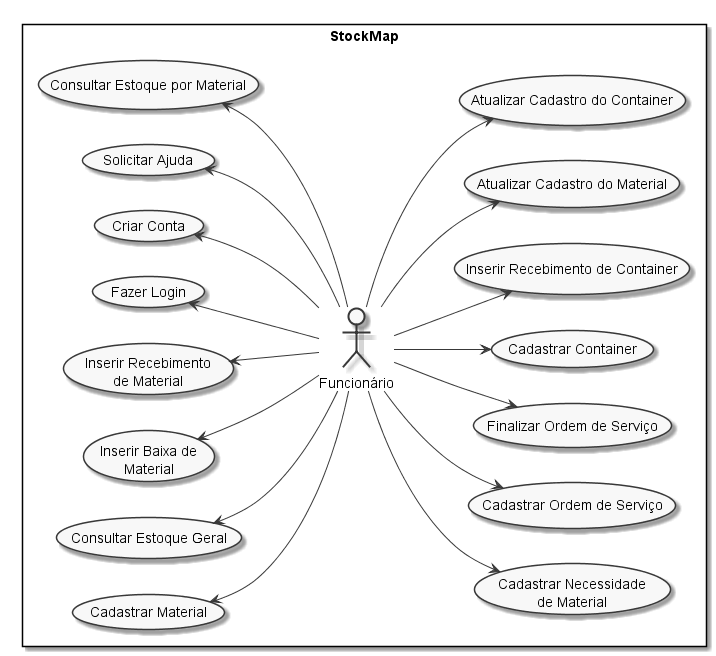 StockMap
Consultar Estoque por Material
Solicitar Ajuda
Criar Conta
Fazer Login
Inserir Recebimento
de Material
Inserir Baixa de
Material
Consultar Estoque Geral
Cadastrar Material
Funcionário
Atualizar Cadastro do Container
Atualizar Cadastro do Material
Inserir Recebimento de Container
Cadastrar Container
Finalizar Ordem de Serviço
Cadastrar Ordem de Serviço
Cadastrar Necessidade
de Material